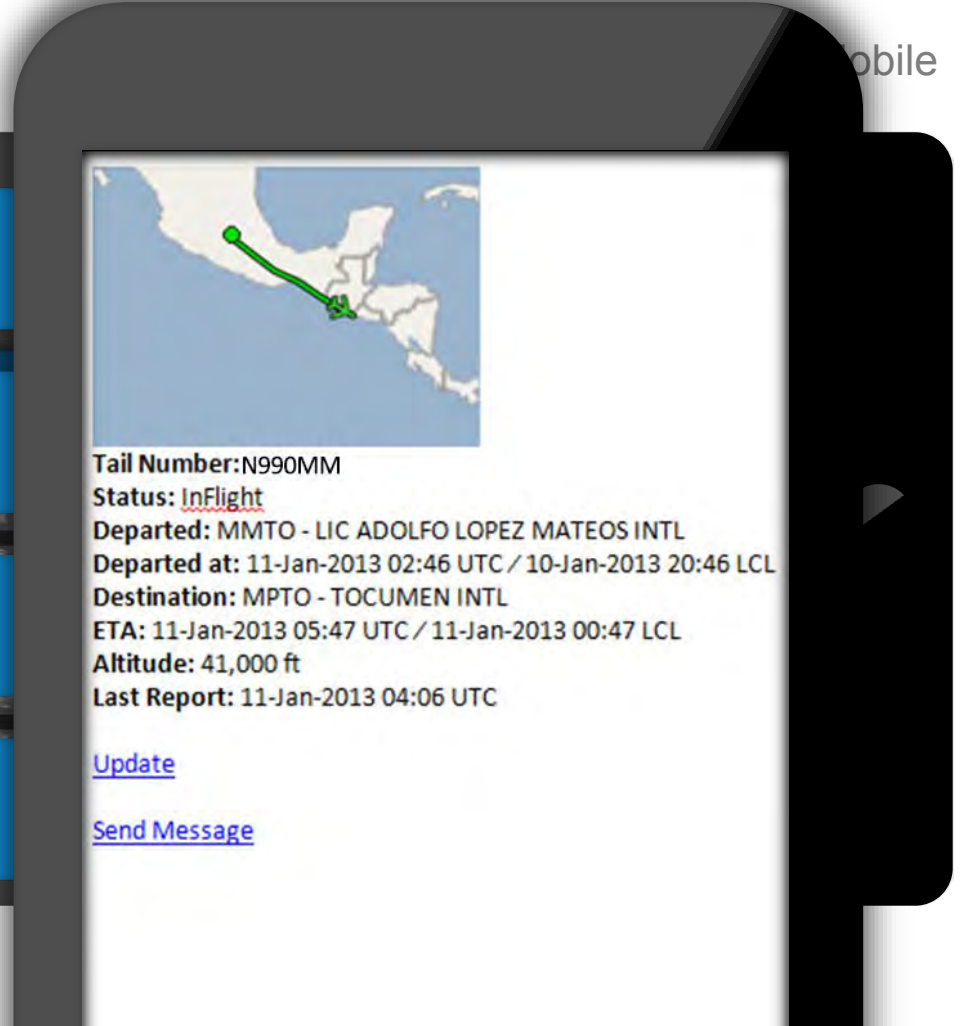 Tail Number:N990MM
Status: InFlight
Departed: MMTO - LIC ADOLFO LOPEZ MATEOS INTL
Departed at: 11-Jan-2013 02:46 UTC / 10-Jan-2013 20:46 LCL
Destination: MPTO - TOCUMEN INTL
ETA: 11-Jan-2013 05:47 UTC / 11-Jan-2013 00:47 LCL
Altitude: 41,000 ft
Last Report: 11-Jan-2013 04:06 UTC
Update
Send Message